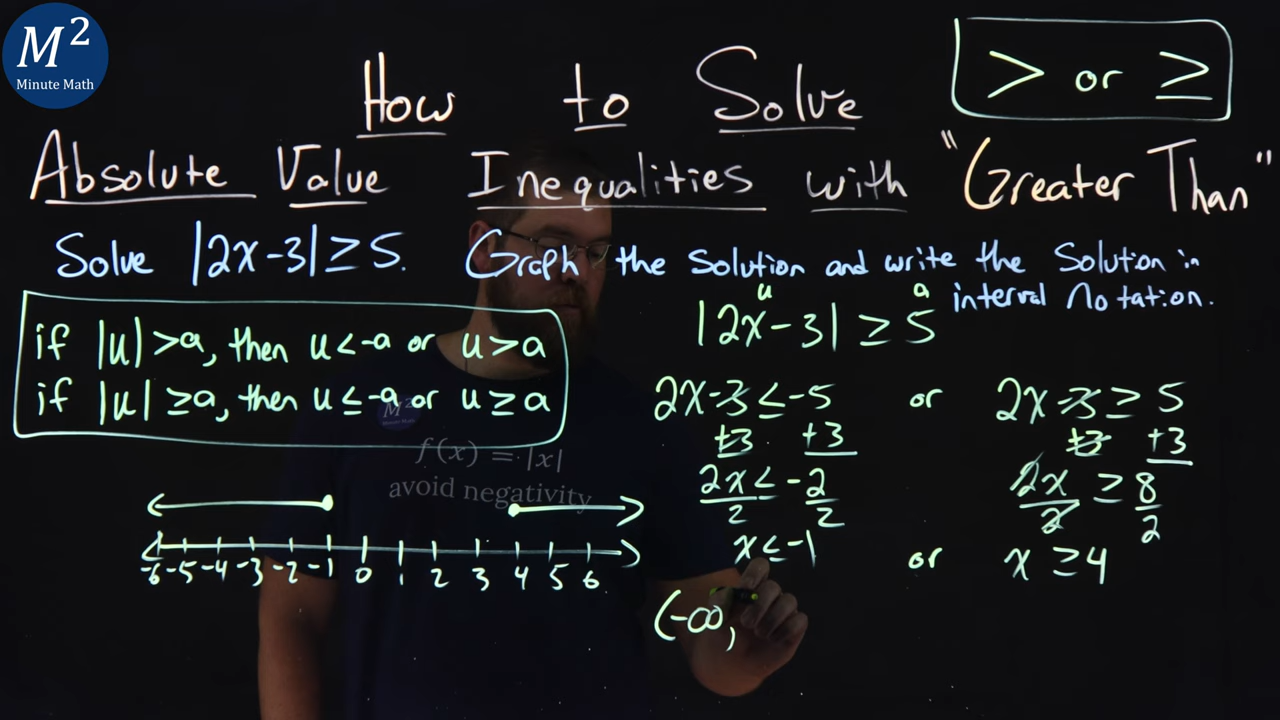 M²
Minute Math
> or ≥
How to Solve
Absolute Value Inequalities with "Greater Than"
Solve |2x-3|≥5. Graph the Solution and write the Solution in
interval Notation.
if |u|>a, then u<-a or u>a
if |u|≥a, then u≤-a or u≥a
u a
|2x-3| ≥ 5
2x-3≤-5 or 2x-3≥5
+3 +3 +3 +3
2x≤-2 2x≥8
2 2 2 2
x≤-1 or x≥4
M²
f(x) = |x|
avoid negativity
-6 -5 -4 -3 -2 -1 0 1 2 3 4 5 6
(-∞,